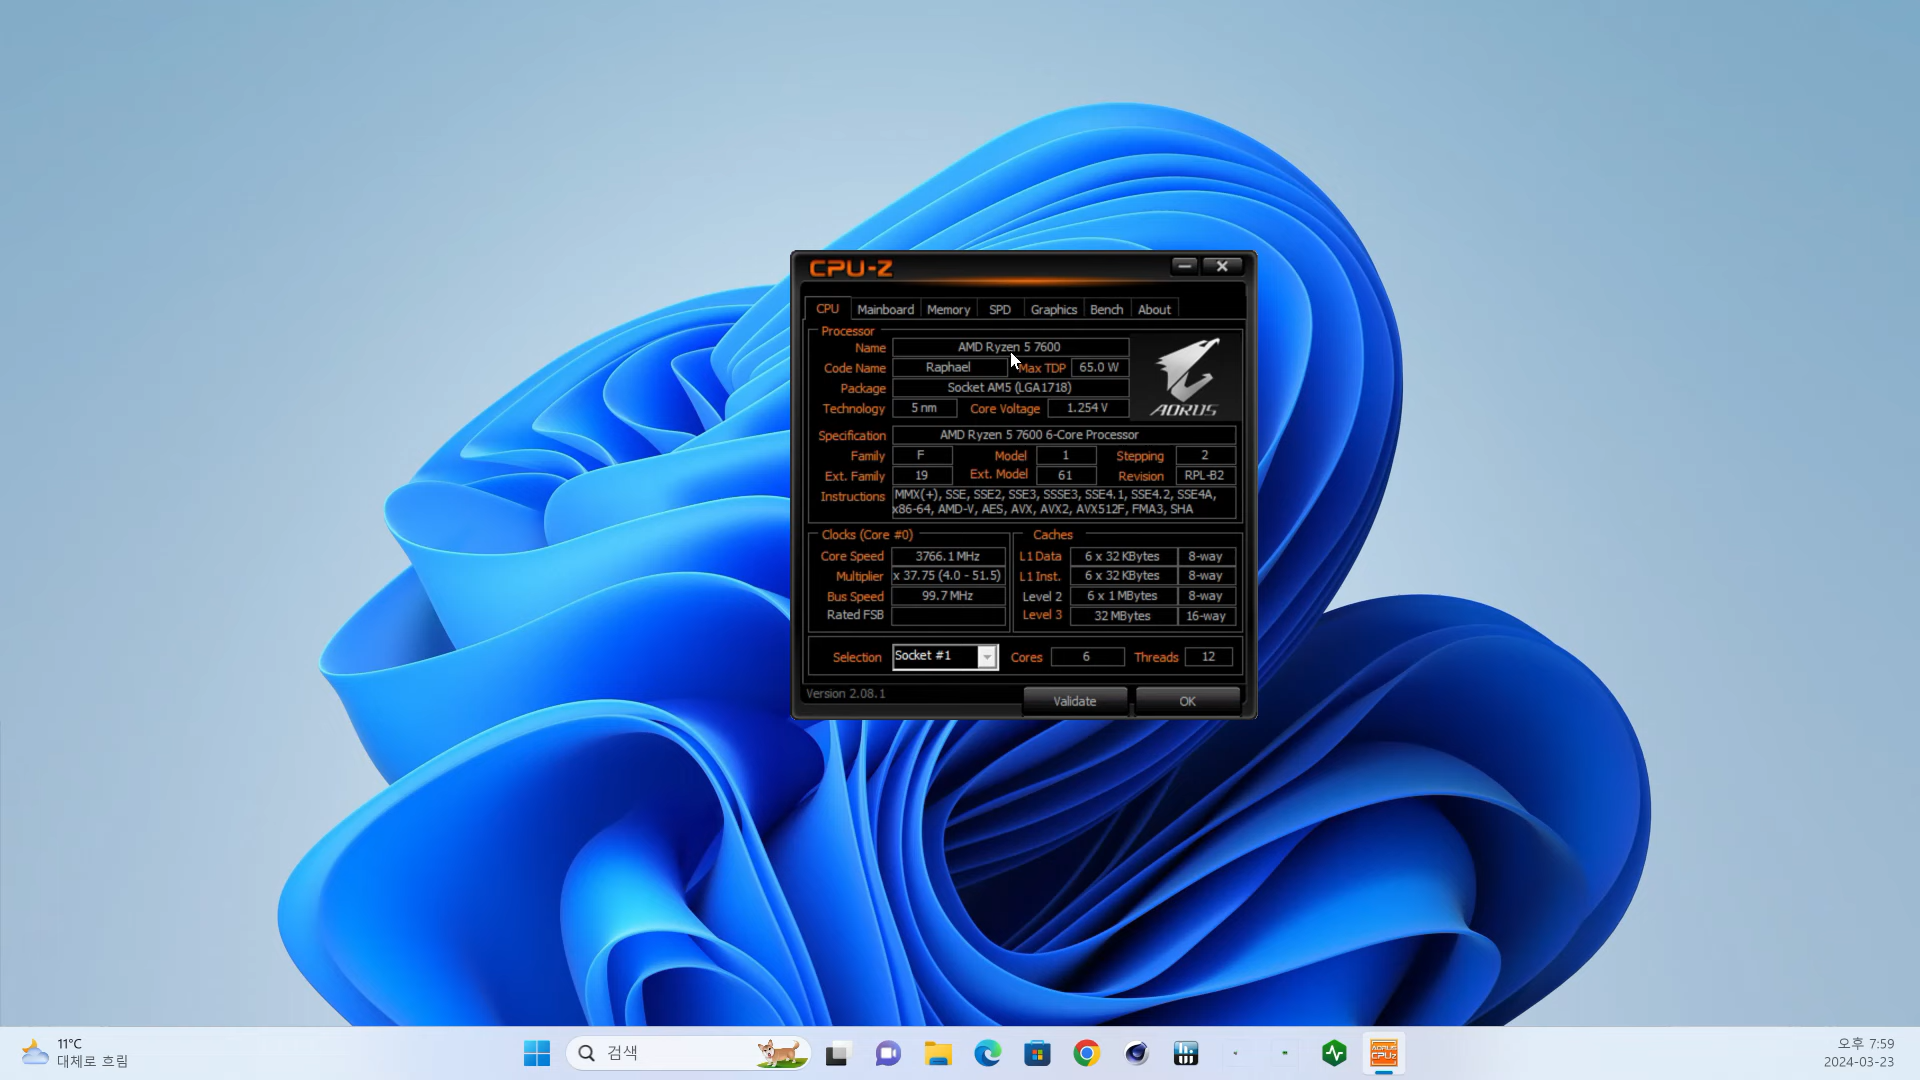 CPU-Z
CPU Mainboard Memory SPD Graphics Bench About
Processor
Name AMD Ryzen 5 7600
Code Name Raphael Max TDP 65.0 W
Package Socket AM5 (LGA1718)
Technology 5 nm Core Voltage 1.254 V
AORUS
Specification AMD Ryzen 5 7600 6-Core Processor
Family F Model 1 Stepping 2
Ext. Family 19 Ext. Model 61 Revision RPL-B2
Instructions MMX(+), SSE, SSE2, SSE3, SSSE3, SSE4.1, SSE4.2, SSE4A,
x86-64, AMD-V, AES, AVX, AVX2, AVX512F, FMA3, SHA
Clocks (Core #0) Caches
Core Speed 3766.1 MHz L1 Data 6 x 32 KBytes 8-way
Multiplier x 37.75 (4.0 - 51.5) L1 Inst. 6 x 32 KBytes 8-way
Bus Speed 99.7 MHz Level 2 6 x 1 MBytes 8-way
Rated FSB Level 3 32 MBytes 16-way
Selection Socket #1 Cores 6 Threads 12
Version 2.08.1 Validate OK
11°C
대체로 흐림
검색
AORUS
CPUz
오후 7:59
2024-03-23